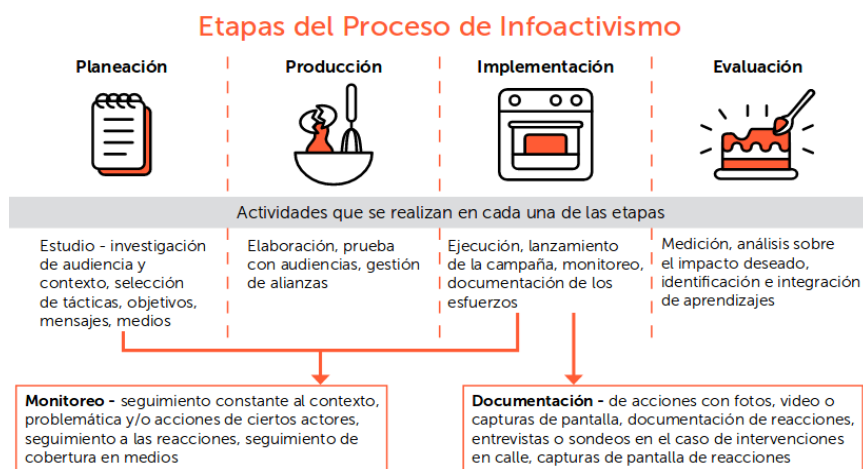 Etapas del Proceso de Infoactivismo
Planeación
Producción
Implementación
Evaluación
Actividades que se realizan en cada una de las etapas
Estudio - investigación
de audiencia y
contexto, selección
de tácticas, objetivos,
mensajes, medios
Elaboración, prueba
con audiencias, gestión
de alianzas
Ejecución, lanzamiento
de la campaña, monitoreo,
documentación de los
esfuerzos
Medición, análisis sobre
el impacto deseado,
identificación e integración
de aprendizajes
Monitoreo - seguimiento constante al contexto,
problemática y/o acciones de ciertos actores,
seguimiento a las reacciones, seguimiento de
cobertura en medios
Documentación - de acciones con fotos, video o
capturas de pantalla, documentación de reacciones,
entrevistas o sondeos en el caso de intervenciones
en calle, capturas de pantalla de reacciones